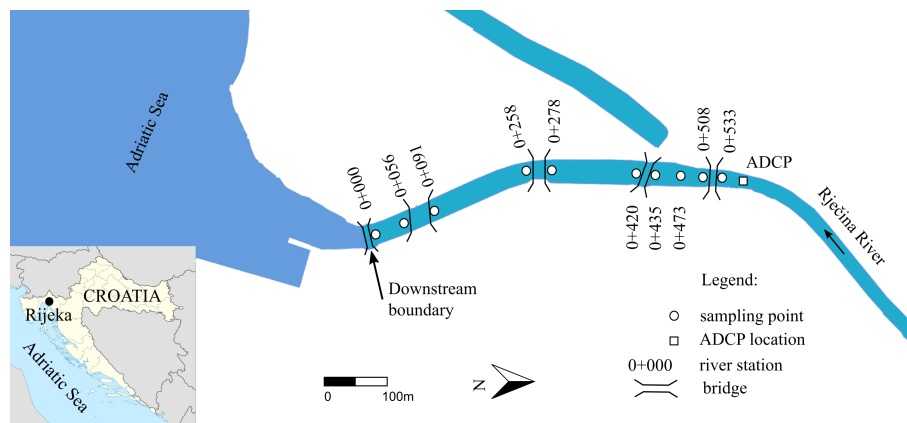 Adriatic Sea
0+000
0+056
0+091
0+258
0+278
0+420
0+435
0+473
0+508
0+533
ADCP
Rječina River
Downstream
boundary
CROATIA
Rijeka
Adriatic Sea
0
100m
N
Legend:
sampling point
ADCP location
0+000 river station
bridge